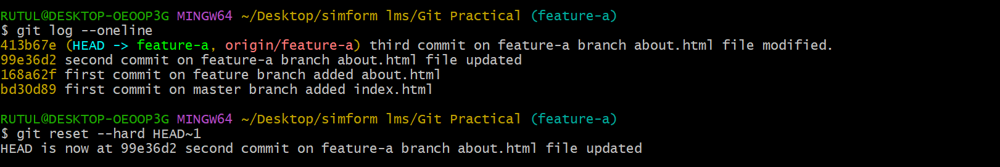 RUTUL@DESKTOP-OEOOP3G MINGW64 ~/Desktop/simform lms/Git Practical (feature-a)
$ git log --oneline
413b67e (HEAD -> feature-a, origin/feature-a) third commit on feature-a branch about.html file modified.
99e36d2 second commit on feature-a branch about.html file updated
168a62f first commit on feature branch added about.html
bd30d89 first commit on master branch added index.html
RUTUL@DESKTOP-OEOOP3G MINGW64 ~/Desktop/simform lms/Git Practical (feature-a)
$ git reset --hard HEAD~1
HEAD is now at 99e36d2 second commit on feature-a branch about.html file updated